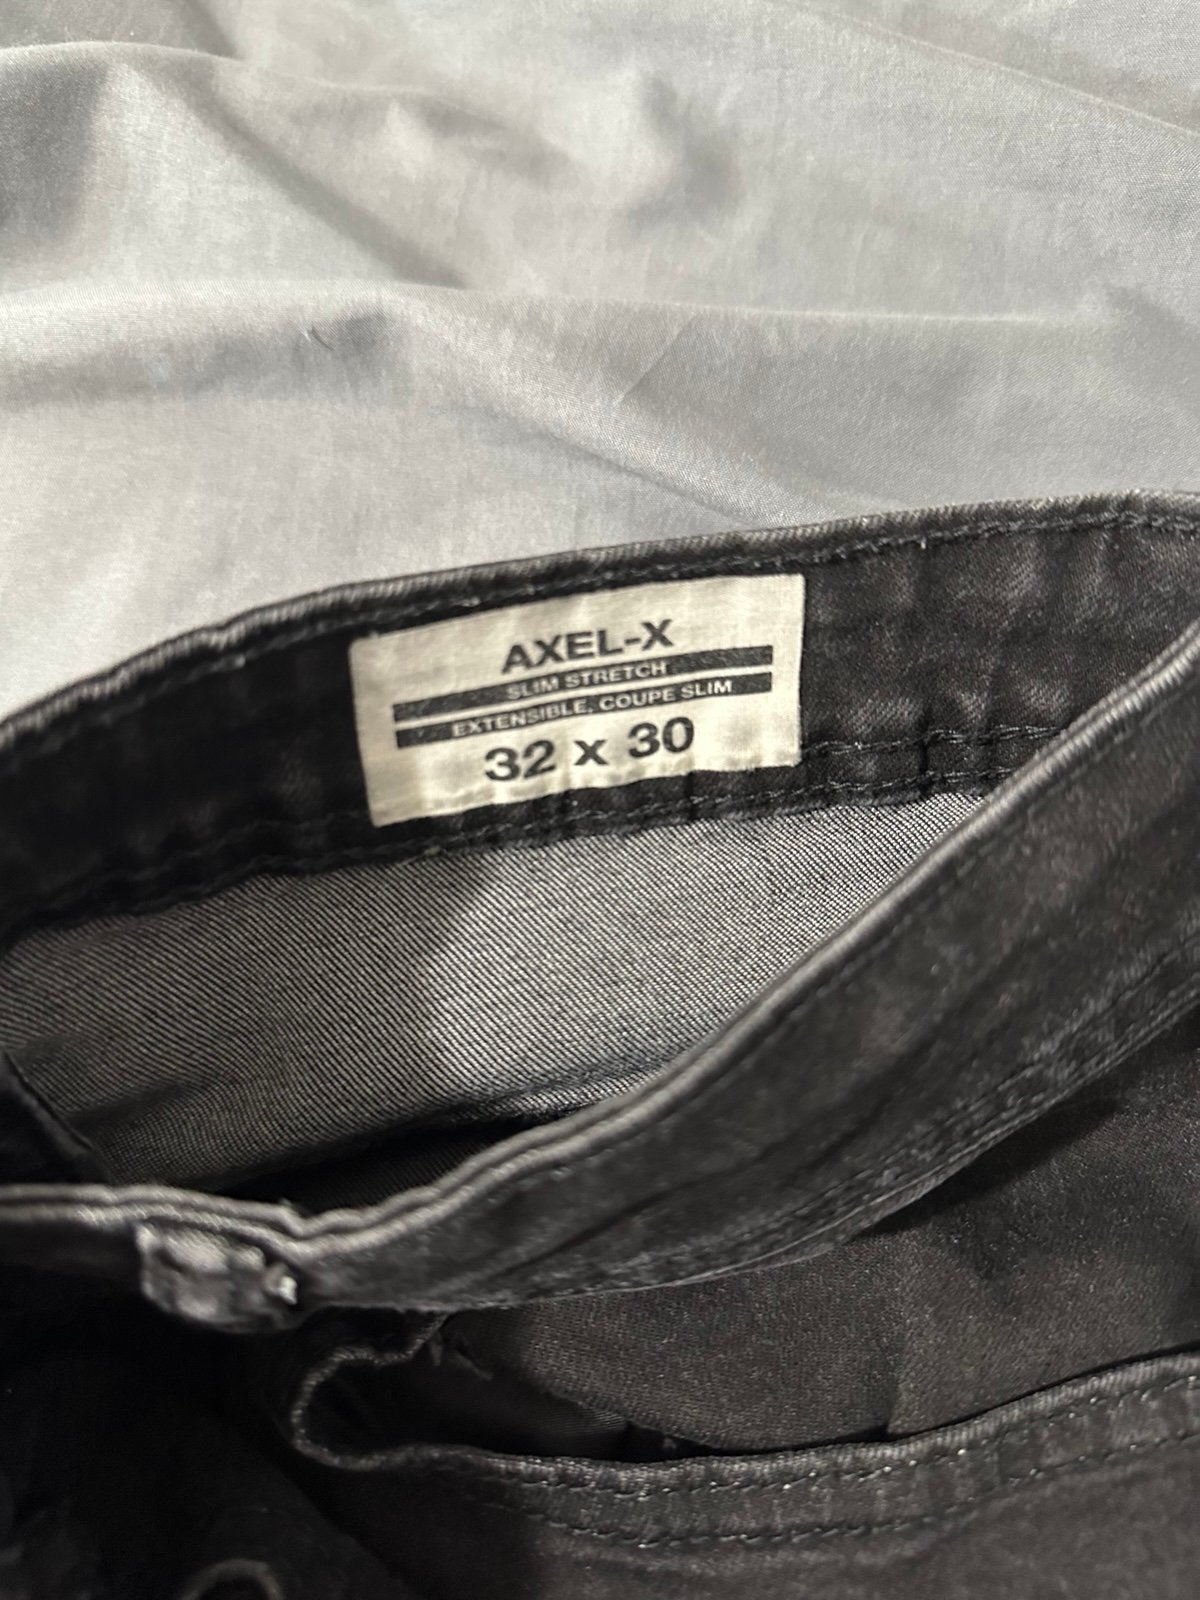 AXEL-X
SLIM STRETCH
EXTENSIBLE, COUPE SLIM
32 x 30